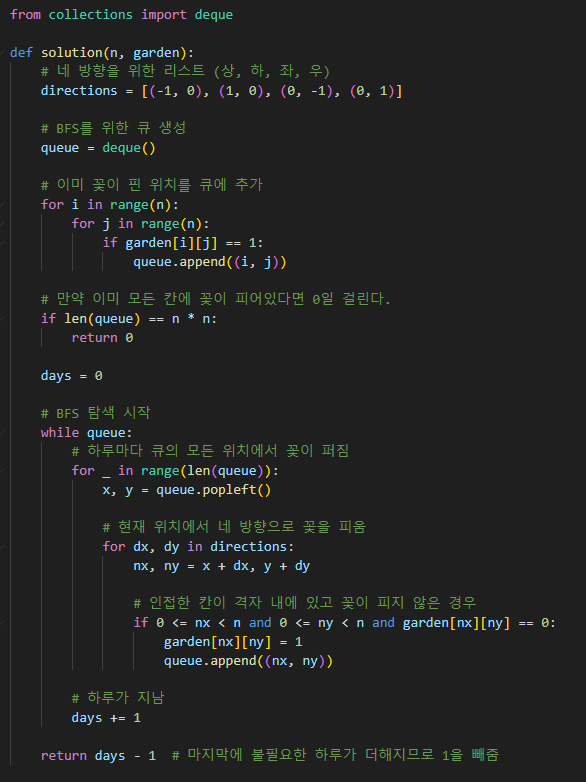 from collections import deque
def solution(n, garden):
# 네 방향을 위한 리스트 (상, 하, 좌, 우)
directions = [(-1, 0), (1, 0), (0, -1), (0, 1)]
# BFS를 위한 큐 생성
queue = deque()
# 이미 꽃이 핀 위치를 큐에 추가
for i in range(n):
for j in range(n):
if garden[i][j] == 1:
queue.append((i, j))
# 만약 이미 모든 칸에 꽃이 피어있다면 0일 걸린다.
if len(queue) == n * n:
return 0
days = 0
# BFS 탐색 시작
while queue:
# 하루마다 큐의 모든 위치에서 꽃이 퍼짐
for _ in range(len(queue)):
x, y = queue.popleft()
# 현재 위치에서 네 방향으로 꽃을 피움
for dx, dy in directions:
nx, ny = x + dx, y + dy
# 인접한 칸이 격자 내에 있고 꽃이 피지 않은 경우
if 0 <= nx < n and 0 <= ny < n and garden[nx][ny] == 0:
garden[nx][ny] = 1
queue.append((nx, ny))
# 하루가 지남
days += 1
return days - 1  # 마지막에 불필요한 하루가 더해지므로 1을 빼줌